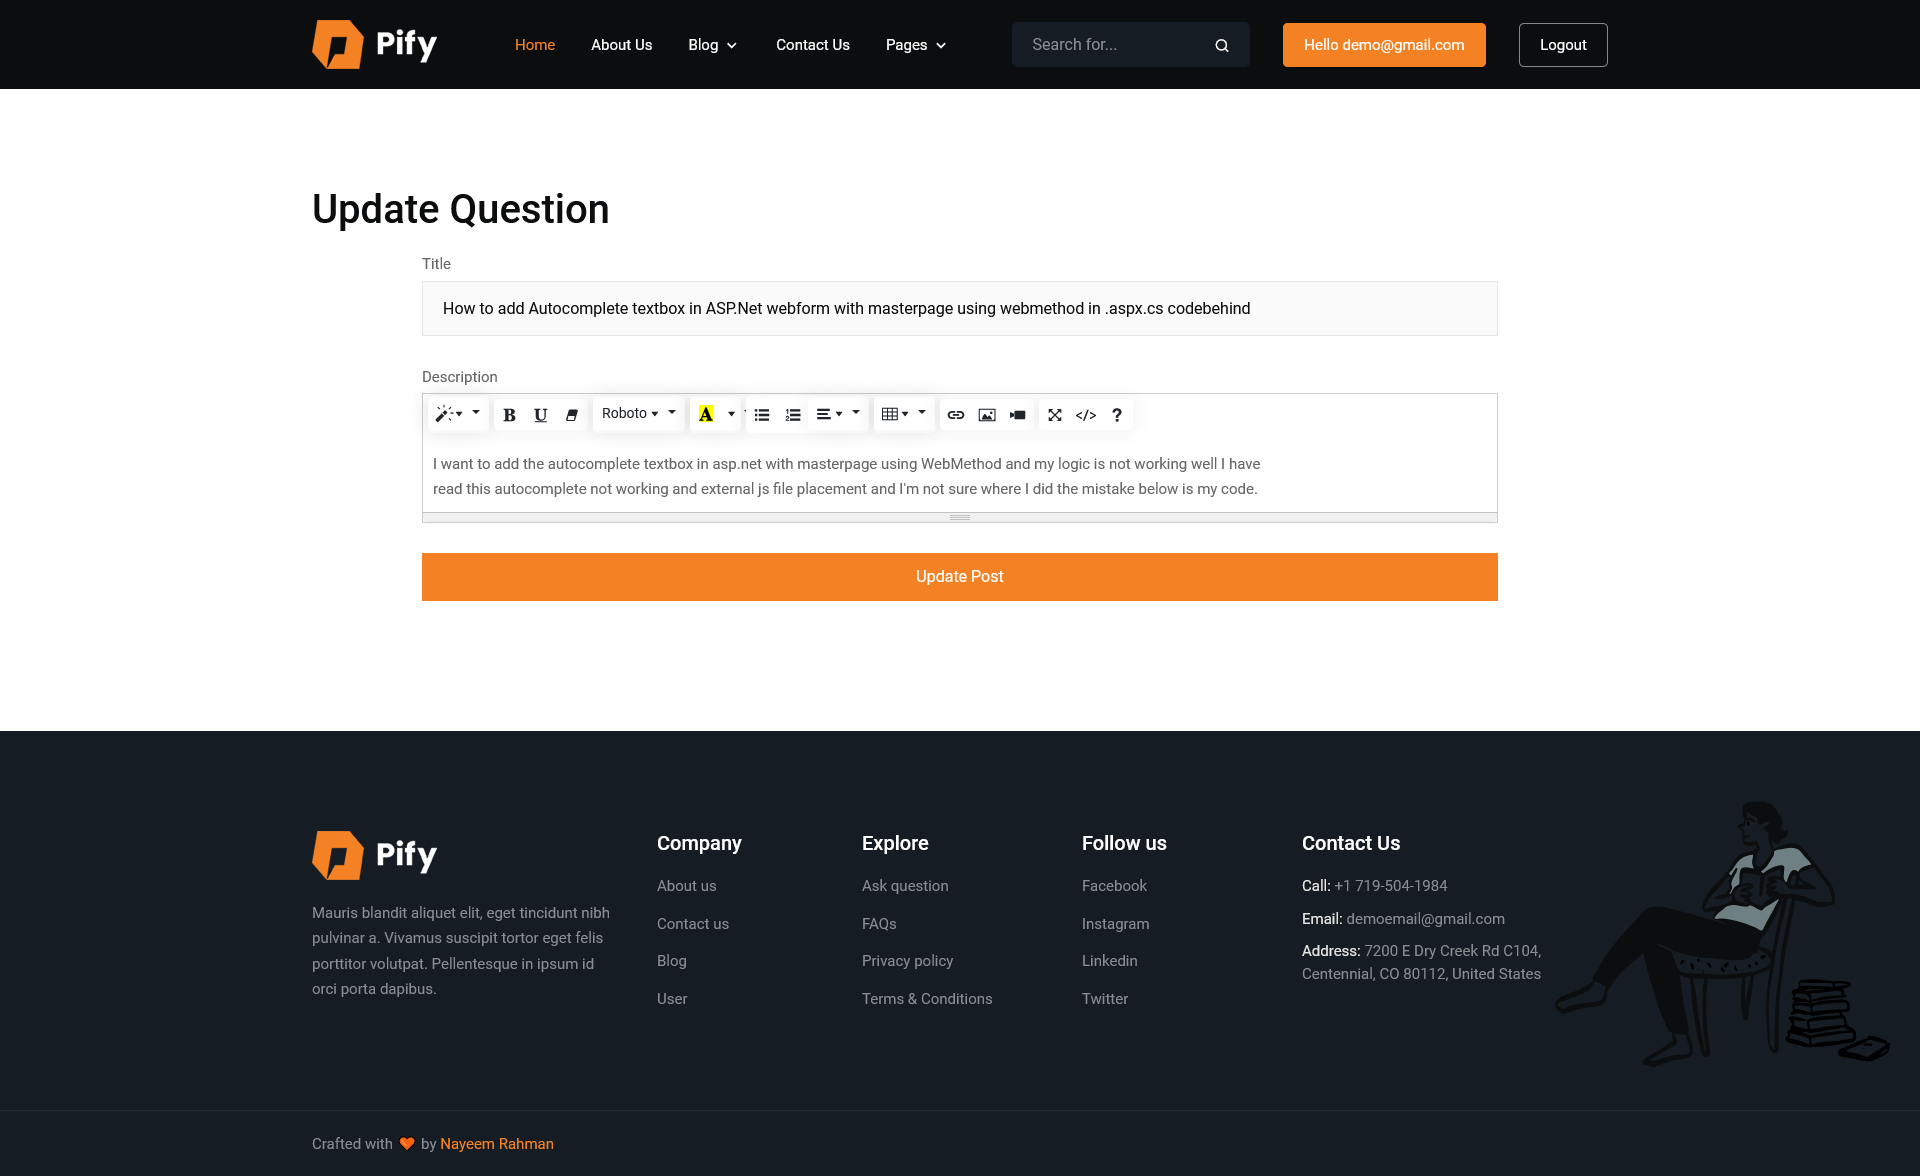 Pify
Home
About Us
Blog
Contact Us
Pages
Search for...
Hello demo@gmail.com
Logout
Update Question
Title
How to add Autocomplete textbox in ASP.Net webform with masterpage using webmethod in .aspx.cs codebehind
Description
B
U
Roboto
A
</>
?
I want to add the autocomplete textbox in asp.net with masterpage using WebMethod and my logic is not working well I have
read this autocomplete not working and external js file placement and I'm not sure where I did the mistake below is my code.
Update Post
Pify
Mauris blandit aliquet elit, eget tincidunt nibh
pulvinar a. Vivamus suscipit tortor eget felis
porttitor volutpat. Pellentesque in ipsum id
orci porta dapibus.
Company
About us
Contact us
Blog
User
Explore
Ask question
FAQs
Privacy policy
Terms & Conditions
Follow us
Facebook
Instagram
Linkedin
Twitter
Contact Us
Call: +1 719-504-1984
Email: demoemail@gmail.com
Address: 7200 E Dry Creek Rd C104,
Centennial, CO 80112, United States
Crafted with 🧡 by Nayeem Rahman